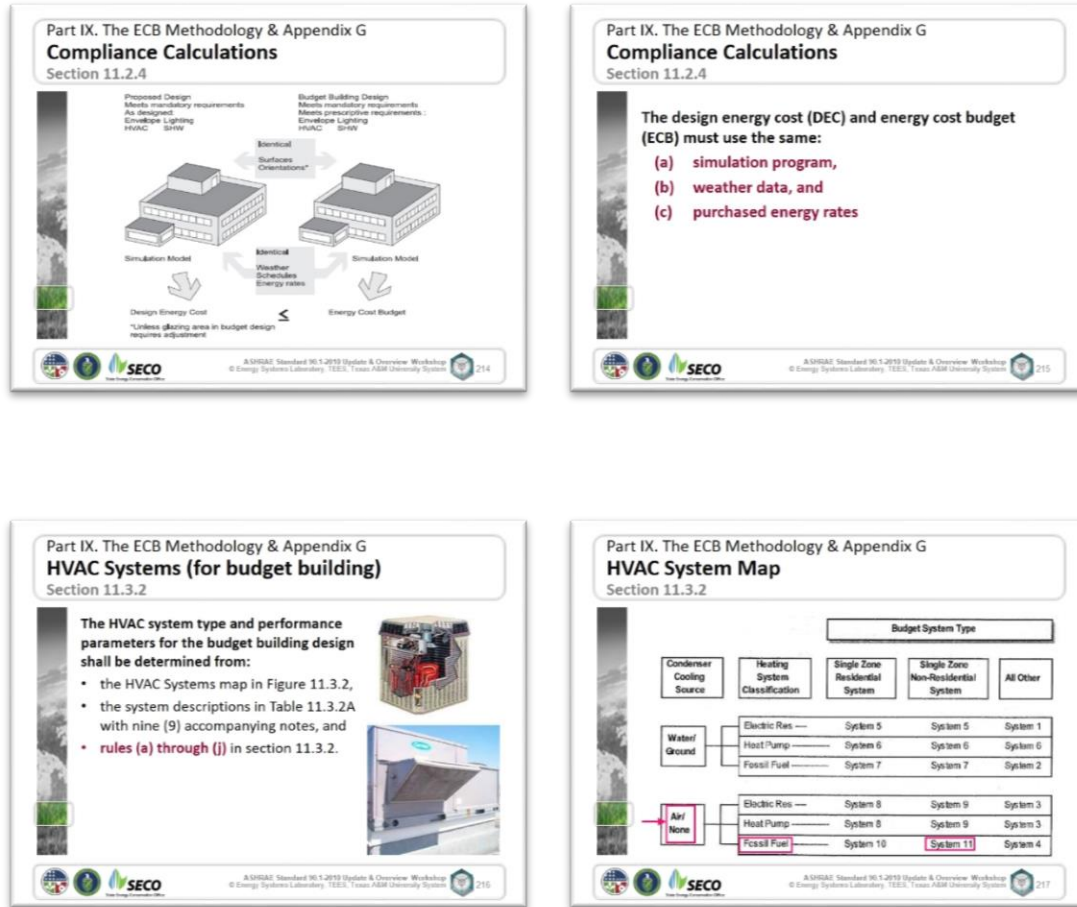 Part IX. The ECB Methodology & Appendix G
Compliance Calculations
Section 11.2.4
Proposed Design
Meets mandatory requirements
As designed:
Envelope Lighting
HVAC SHW
Budget Building Design
Meets mandatory requirements
Meets prescriptive requirements :
Envelope Lighting
HVAC SHW
Identical
Surfaces
Orientations*
Simulation Model
Identical
Weather
Schedules
Energy rates
Simulation Model
Design Energy Cost
≤
Energy Cost Budget
*Unless glazing area in budget design
requires adjustment
SECO
State Energy Conservation Office
ASHRAE Standard 90.1-2010 Update & Overview Workshop
© Energy Systems Laboratory, TEES, Texas A&M University System
214
Part IX. The ECB Methodology & Appendix G
Compliance Calculations
Section 11.2.4
The design energy cost (DEC) and energy cost budget
(ECB) must use the same:
(a) simulation program,
(b) weather data, and
(c) purchased energy rates
SECO
State Energy Conservation Office
ASHRAE Standard 90.1-2010 Update & Overview Workshop
© Energy Systems Laboratory, TEES, Texas A&M University System
215
Part IX. The ECB Methodology & Appendix G
HVAC Systems (for budget building)
Section 11.3.2
The HVAC system type and performance
parameters for the budget building design
shall be determined from:
• the HVAC Systems map in Figure 11.3.2,
• the system descriptions in Table 11.3.2A
with nine (9) accompanying notes, and
• rules (a) through (j) in section 11.3.2.
SECO
State Energy Conservation Office
ASHRAE Standard 90.1-2010 Update & Overview Workshop
© Energy Systems Laboratory, TEES, Texas A&M University System
216
Part IX. The ECB Methodology & Appendix G
HVAC System Map
Section 11.3.2
Budget System Type
Condenser
Cooling
Source
Heating
System
Classification
Single Zone
Residential
System
Single Zone
Non-Residential
System
All Other
Water/
Ground
Electric Res System 5 System 5 System 1
Heat Pump System 6 System 6 System 6
Fossil Fuel System 7 System 7 System 2
Air/
None
Electric Res System 8 System 9 System 3
Heat Pump System 8 System 9 System 3
Fossil Fuel System 10 System 11 System 4
SECO
State Energy Conservation Office
ASHRAE Standard 90.1-2010 Update & Overview Workshop
© Energy Systems Laboratory, TEES, Texas A&M University System
217